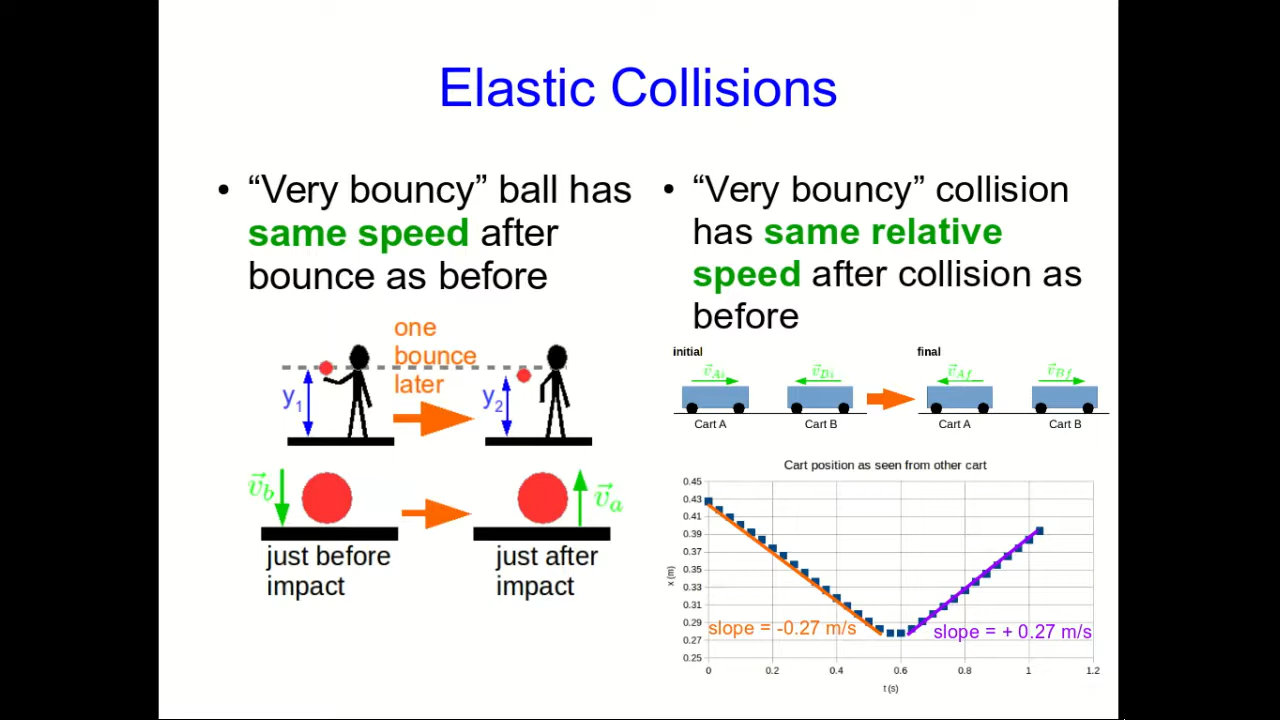 Elastic Collisions
• “Very bouncy” ball has
same speed after
bounce as before
one
bounce
later
y1
y2
v⃗b
v⃗a
just before
impact
just after
impact
• “Very bouncy” collision
has same relative
speed after collision as
before
initial
final
v⃗Ai
v⃗Bi
v⃗Af
v⃗Bf
Cart A
Cart B
Cart A
Cart B
Cart position as seen from other cart
0.45
0.43
0.41
0.39
0.37
0.35
0.33
0.31
0.29
0.27
0.25
x (m)
slope = -0.27 m/s
slope = + 0.27 m/s
0 0.2 0.4 0.6 0.8 1 1.2
t (s)